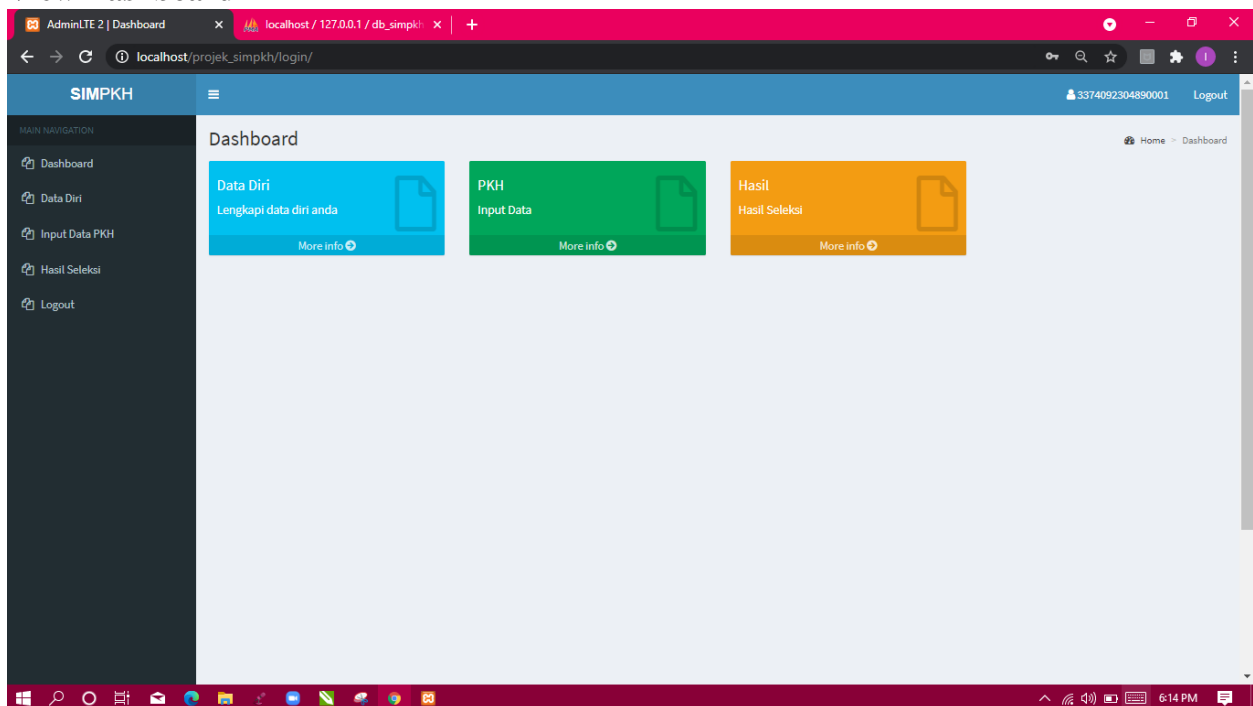 AdminLTE 2 | Dashboard
localhost / 127.0.0.1 / db_simpkh
localhost/projek_simpkh/login/
I
SIMPKH
3374092304890001
Logout
MAIN NAVIGATION
Dashboard
Data Diri
Input Data PKH
Hasil Seleksi
Logout
Dashboard
Home > Dashboard
Data Diri
Lengkapi data diri anda
More info
PKH
Input Data
More info
Hasil
Hasil Seleksi
More info
6:14 PM